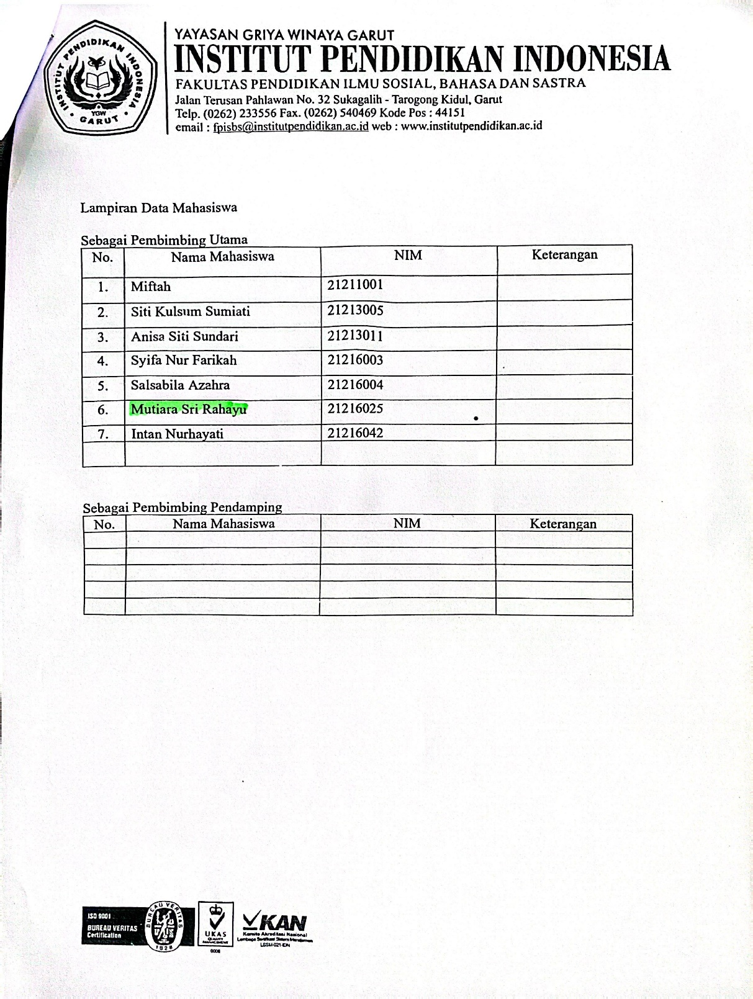 INSTITUT PENDIDIKAN INDONESIA
YGW
GARUT
YAYASAN GRIYA WINAYA GARUT
INSTITUT PENDIDIKAN INDONESIA
FAKULTAS PENDIDIKAN ILMU SOSIAL, BAHASA DAN SASTRA
Jalan Terusan Pahlawan No. 32 Sukagalih - Tarogong Kidul, Garut
Telp. (0262) 233556 Fax. (0262) 540469 Kode Pos : 44151
email : fpisbs@institutpendidikan.ac.id web : www.institutpendidikan.ac.id
Lampiran Data Mahasiswa
Sebagai Pembimbing Utama
No. Nama Mahasiswa NIM Keterangan
1. Miftah 21211001
2. Siti Kulsum Sumiati 21213005
3. Anisa Siti Sundari 21213011
4. Syifa Nur Farikah 21216003
5. Salsabila Azahra 21216004
6. Mutiara Sri Rahayu 21216025
7. Intan Nurhayati 21216042
Sebagai Pembimbing Pendamping
No. Nama Mahasiswa NIM Keterangan
ISO 9001
BUREAU VERITAS
Certification
BUREAU VERITAS
1828
UKAS
QUALITY
MANAGEMENT
0008
KAN
Komite Akreditasi Nasional
Lembaga Sertifikasi Sistem Manajemen
LSSM-021-IDN